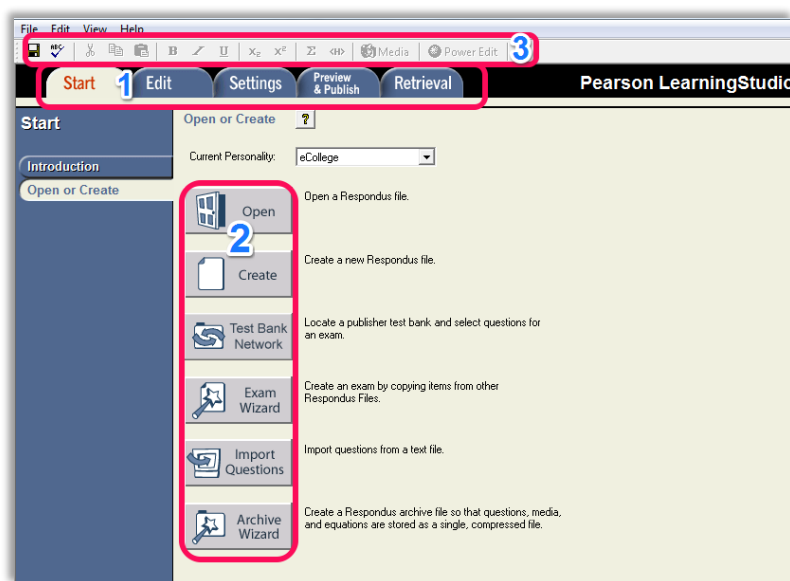 File Edit View Help
ABC B I U X₂ X² Σ <H> Media Power Edit 3
Start 1 Edit Settings Preview & Publish Retrieval Pearson LearningStudio
Start
Introduction
Open or Create
Open or Create ?
Current Personality: eCollege
Open
Open a Respondus file.
2
Create
Create a new Respondus file.
Test Bank
Network
Locate a publisher test bank and select questions for
an exam.
Exam
Wizard
Create an exam by copying items from other
Respondus Files.
Import
Questions
Import questions from a text file.
Archive
Wizard
Create a Respondus archive file so that questions, media,
and equations are stored as a single, compressed file.